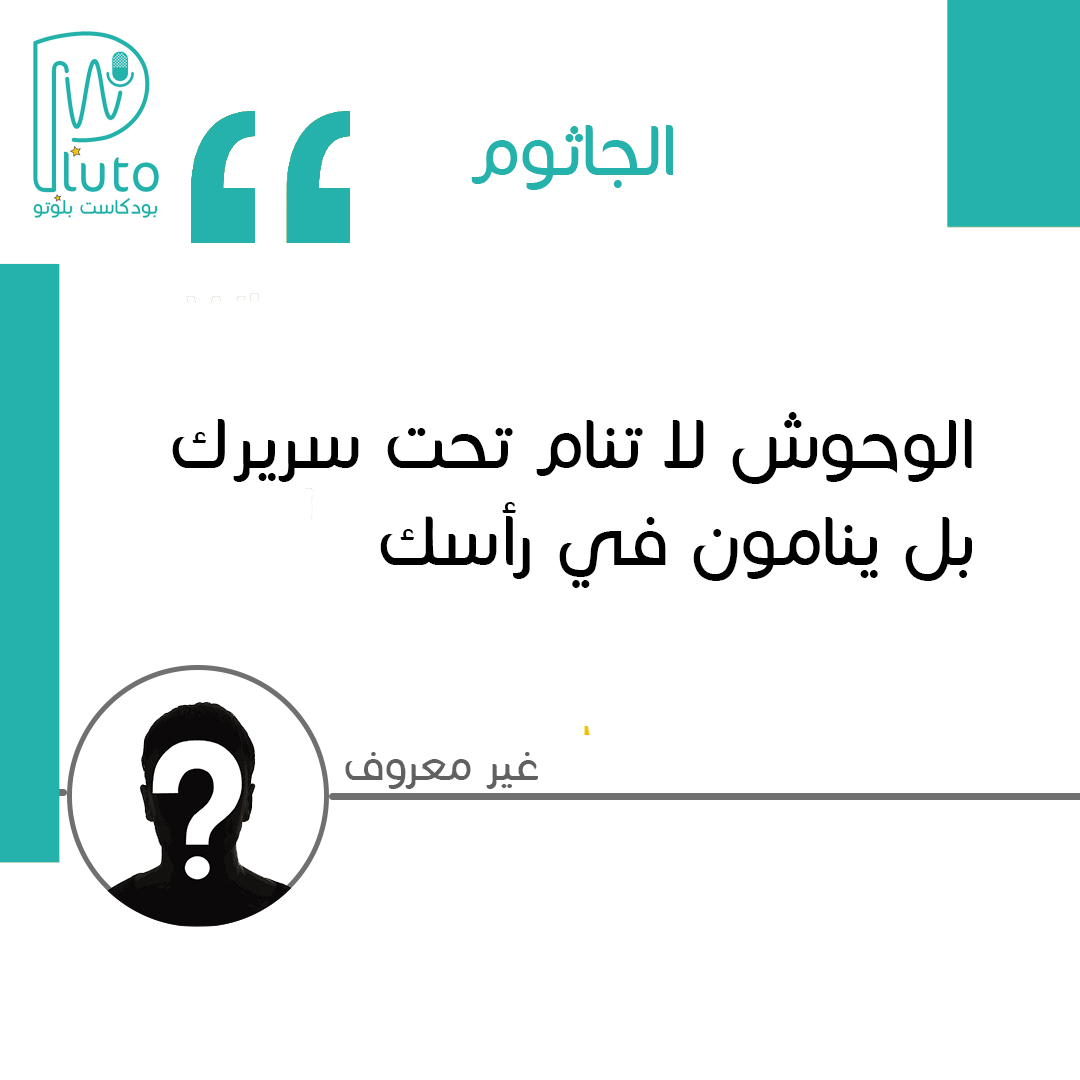 Pluto
بودكاست بلوتو
الجاثوم
الوحوش لا تنام تحت سريرك
بل ينامون في رأسك
غير معروف
?